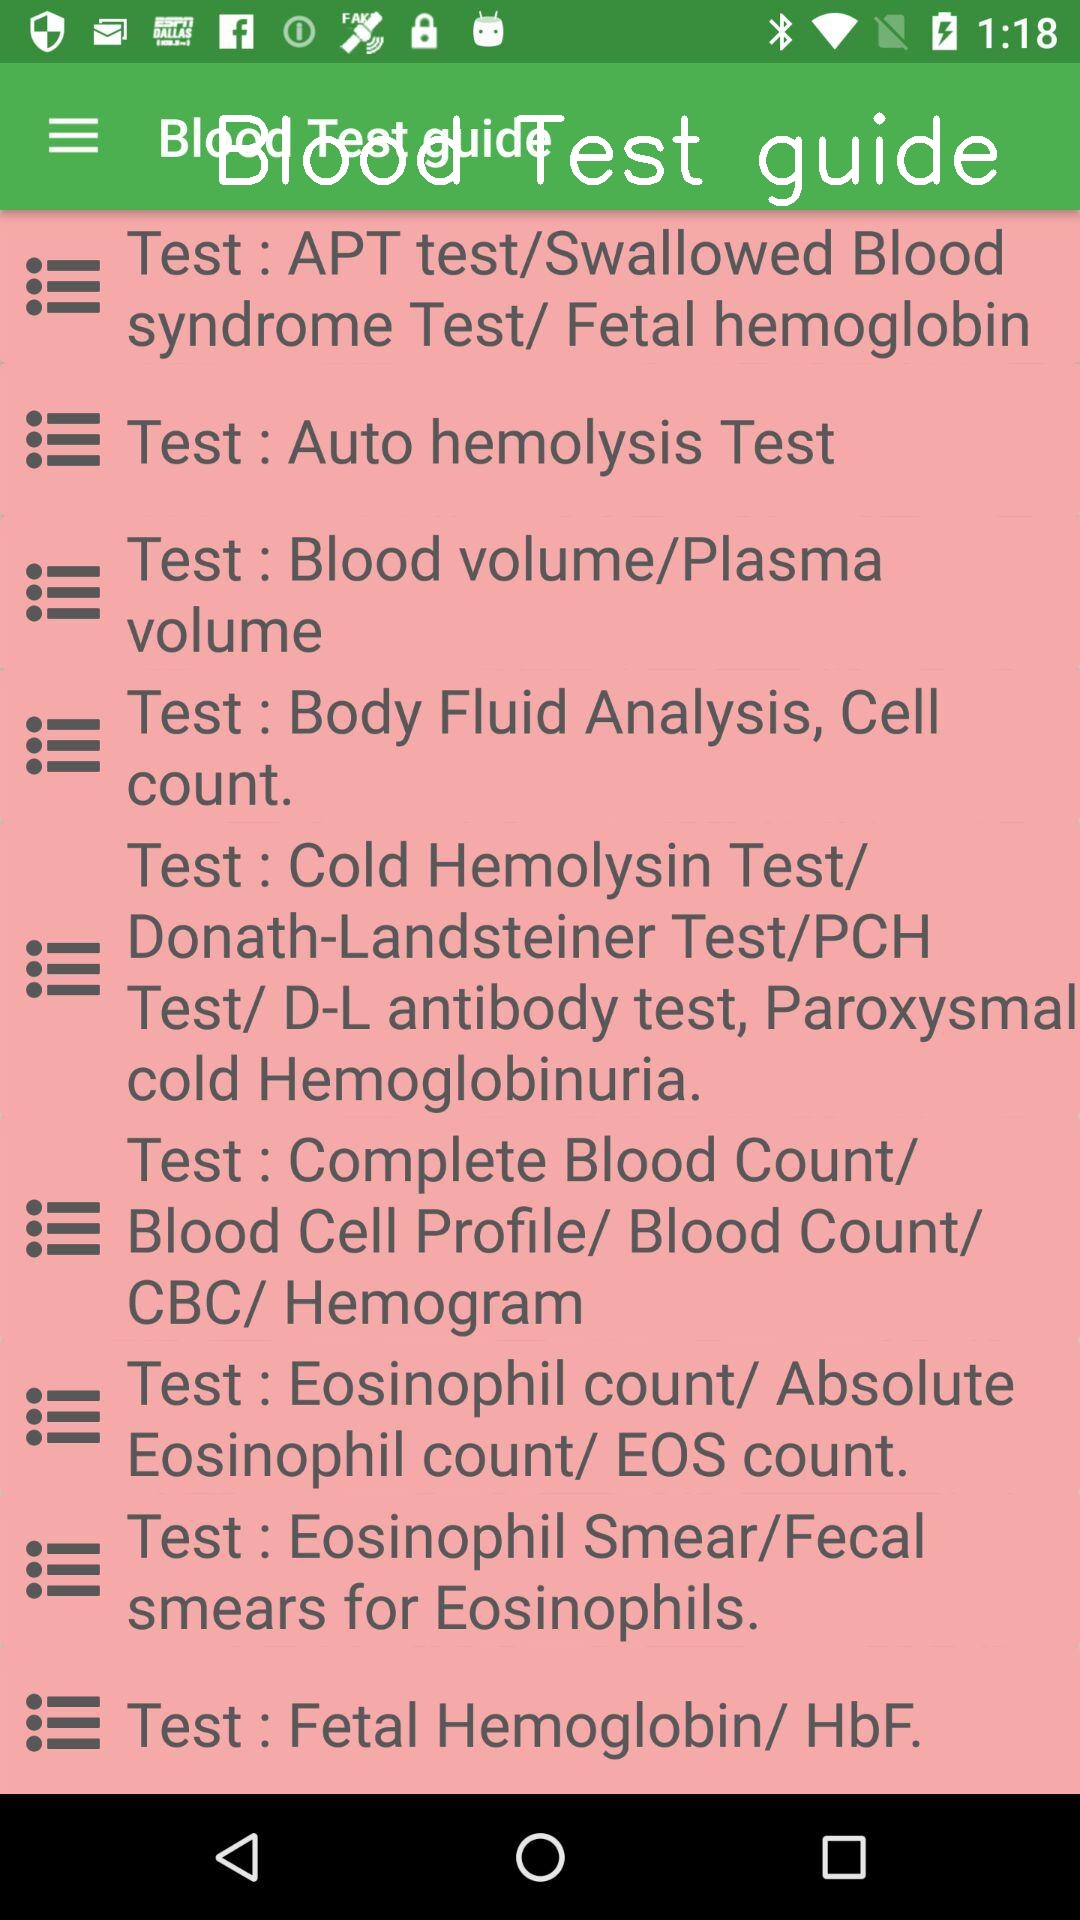 ESPN
DALLAS
FAKE
1:18
Blood Test guide
Blood Test guide
Test : APT test/Swallowed Blood
syndrome Test/ Fetal hemoglobin
Test : Auto hemolysis Test
Test : Blood volume/Plasma
volume
Test : Body Fluid Analysis, Cell
count.
Test : Cold Hemolysin Test/
Donath-Landsteiner Test/PCH
Test/ D-L antibody test, Paroxysmal
cold Hemoglobinuria.
Test : Complete Blood Count/
Blood Cell Profile/ Blood Count/
CBC/ Hemogram
Test : Eosinophil count/ Absolute
Eosinophil count/ EOS count.
Test : Eosinophil Smear/Fecal
smears for Eosinophils.
Test : Fetal Hemoglobin/ HbF.